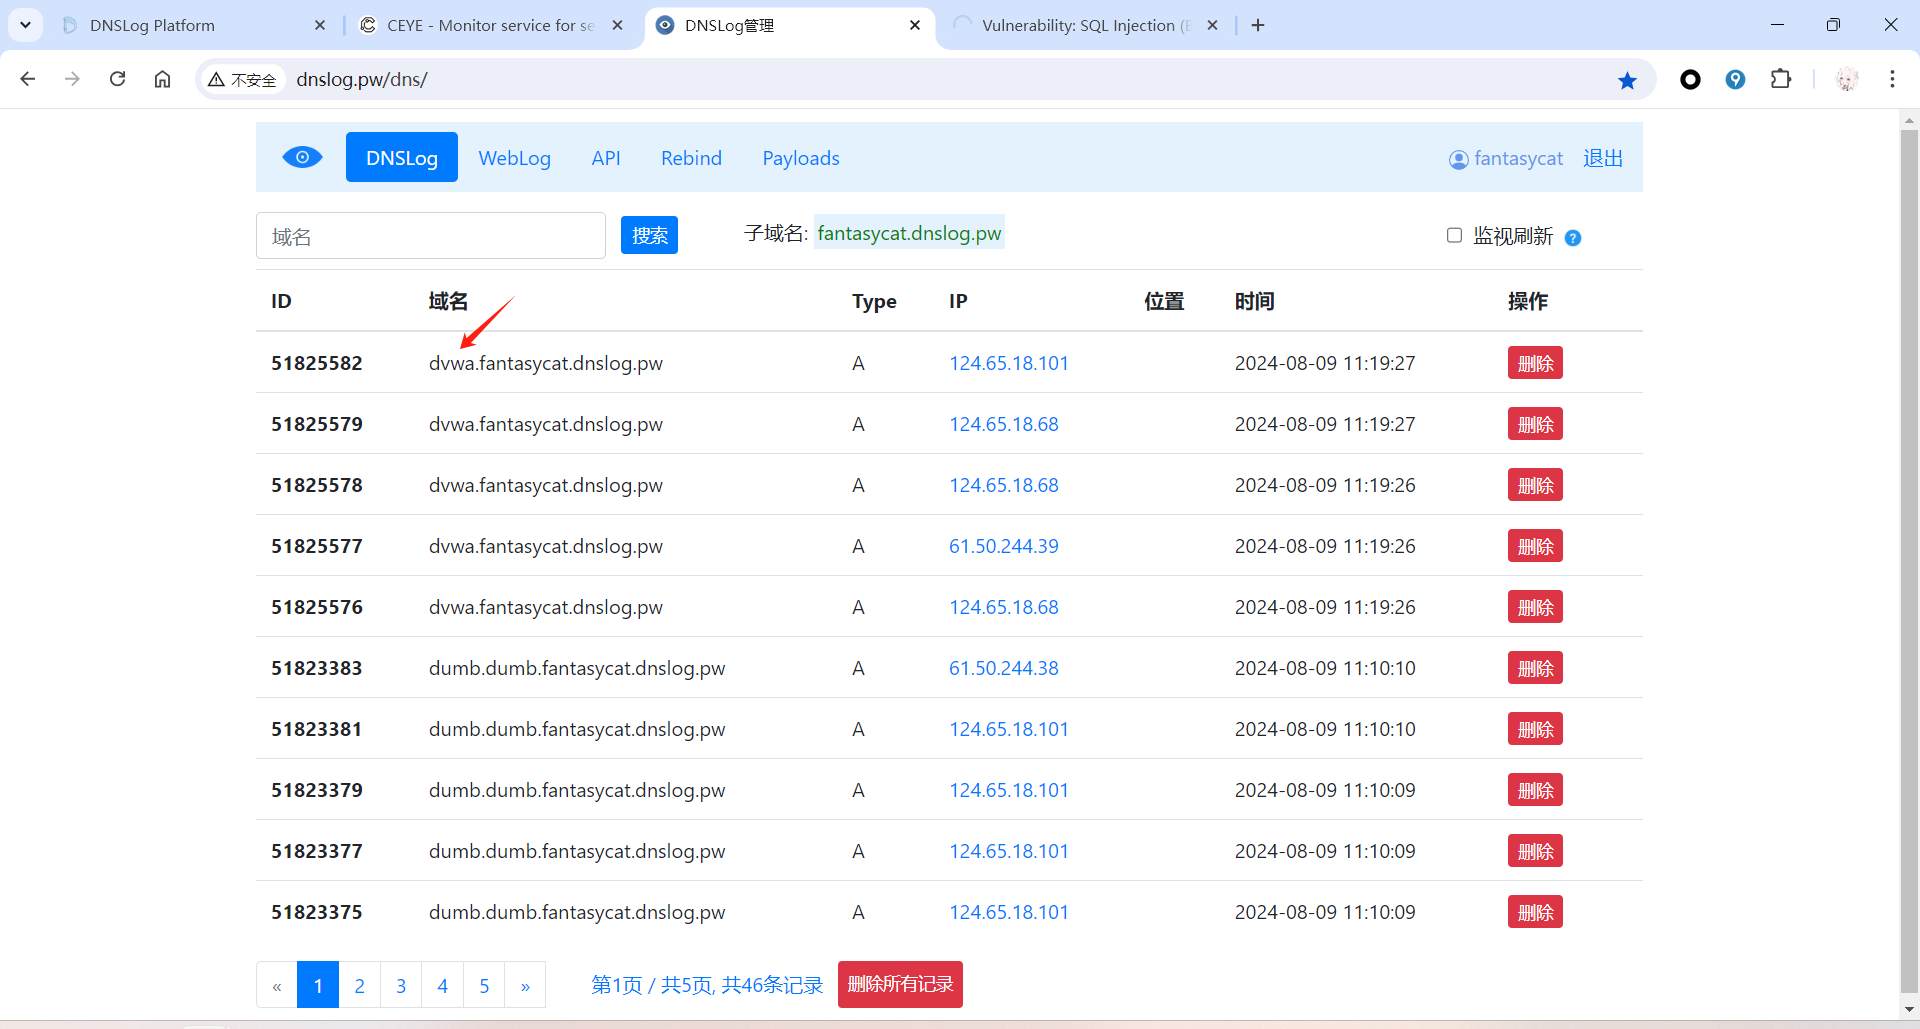 DNSLog Platform
CEYE - Monitor service for se
DNSLog管理
Vulnerability: SQL Injection (
不安全
dnslog.pw/dns/
DNSLog WebLog API Rebind Payloads fantasycat 退出
域名 搜索 子域名: fantasycat.dnslog.pw 监视刷新 ?
ID 域名 Type IP 位置 时间 操作
51825582 dvwa.fantasycat.dnslog.pw A 124.65.18.101 2024-08-09 11:19:27 删除
51825579 dvwa.fantasycat.dnslog.pw A 124.65.18.68 2024-08-09 11:19:27 删除
51825578 dvwa.fantasycat.dnslog.pw A 124.65.18.68 2024-08-09 11:19:26 删除
51825577 dvwa.fantasycat.dnslog.pw A 61.50.244.39 2024-08-09 11:19:26 删除
51825576 dvwa.fantasycat.dnslog.pw A 124.65.18.68 2024-08-09 11:19:26 删除
51823383 dumb.dumb.fantasycat.dnslog.pw A 61.50.244.38 2024-08-09 11:10:10 删除
51823381 dumb.dumb.fantasycat.dnslog.pw A 124.65.18.101 2024-08-09 11:10:10 删除
51823379 dumb.dumb.fantasycat.dnslog.pw A 124.65.18.101 2024-08-09 11:10:09 删除
51823377 dumb.dumb.fantasycat.dnslog.pw A 124.65.18.101 2024-08-09 11:10:09 删除
51823375 dumb.dumb.fantasycat.dnslog.pw A 124.65.18.101 2024-08-09 11:10:09 删除
« 1 2 3 4 5 » 第1页 / 共5页, 共46条记录 删除所有记录